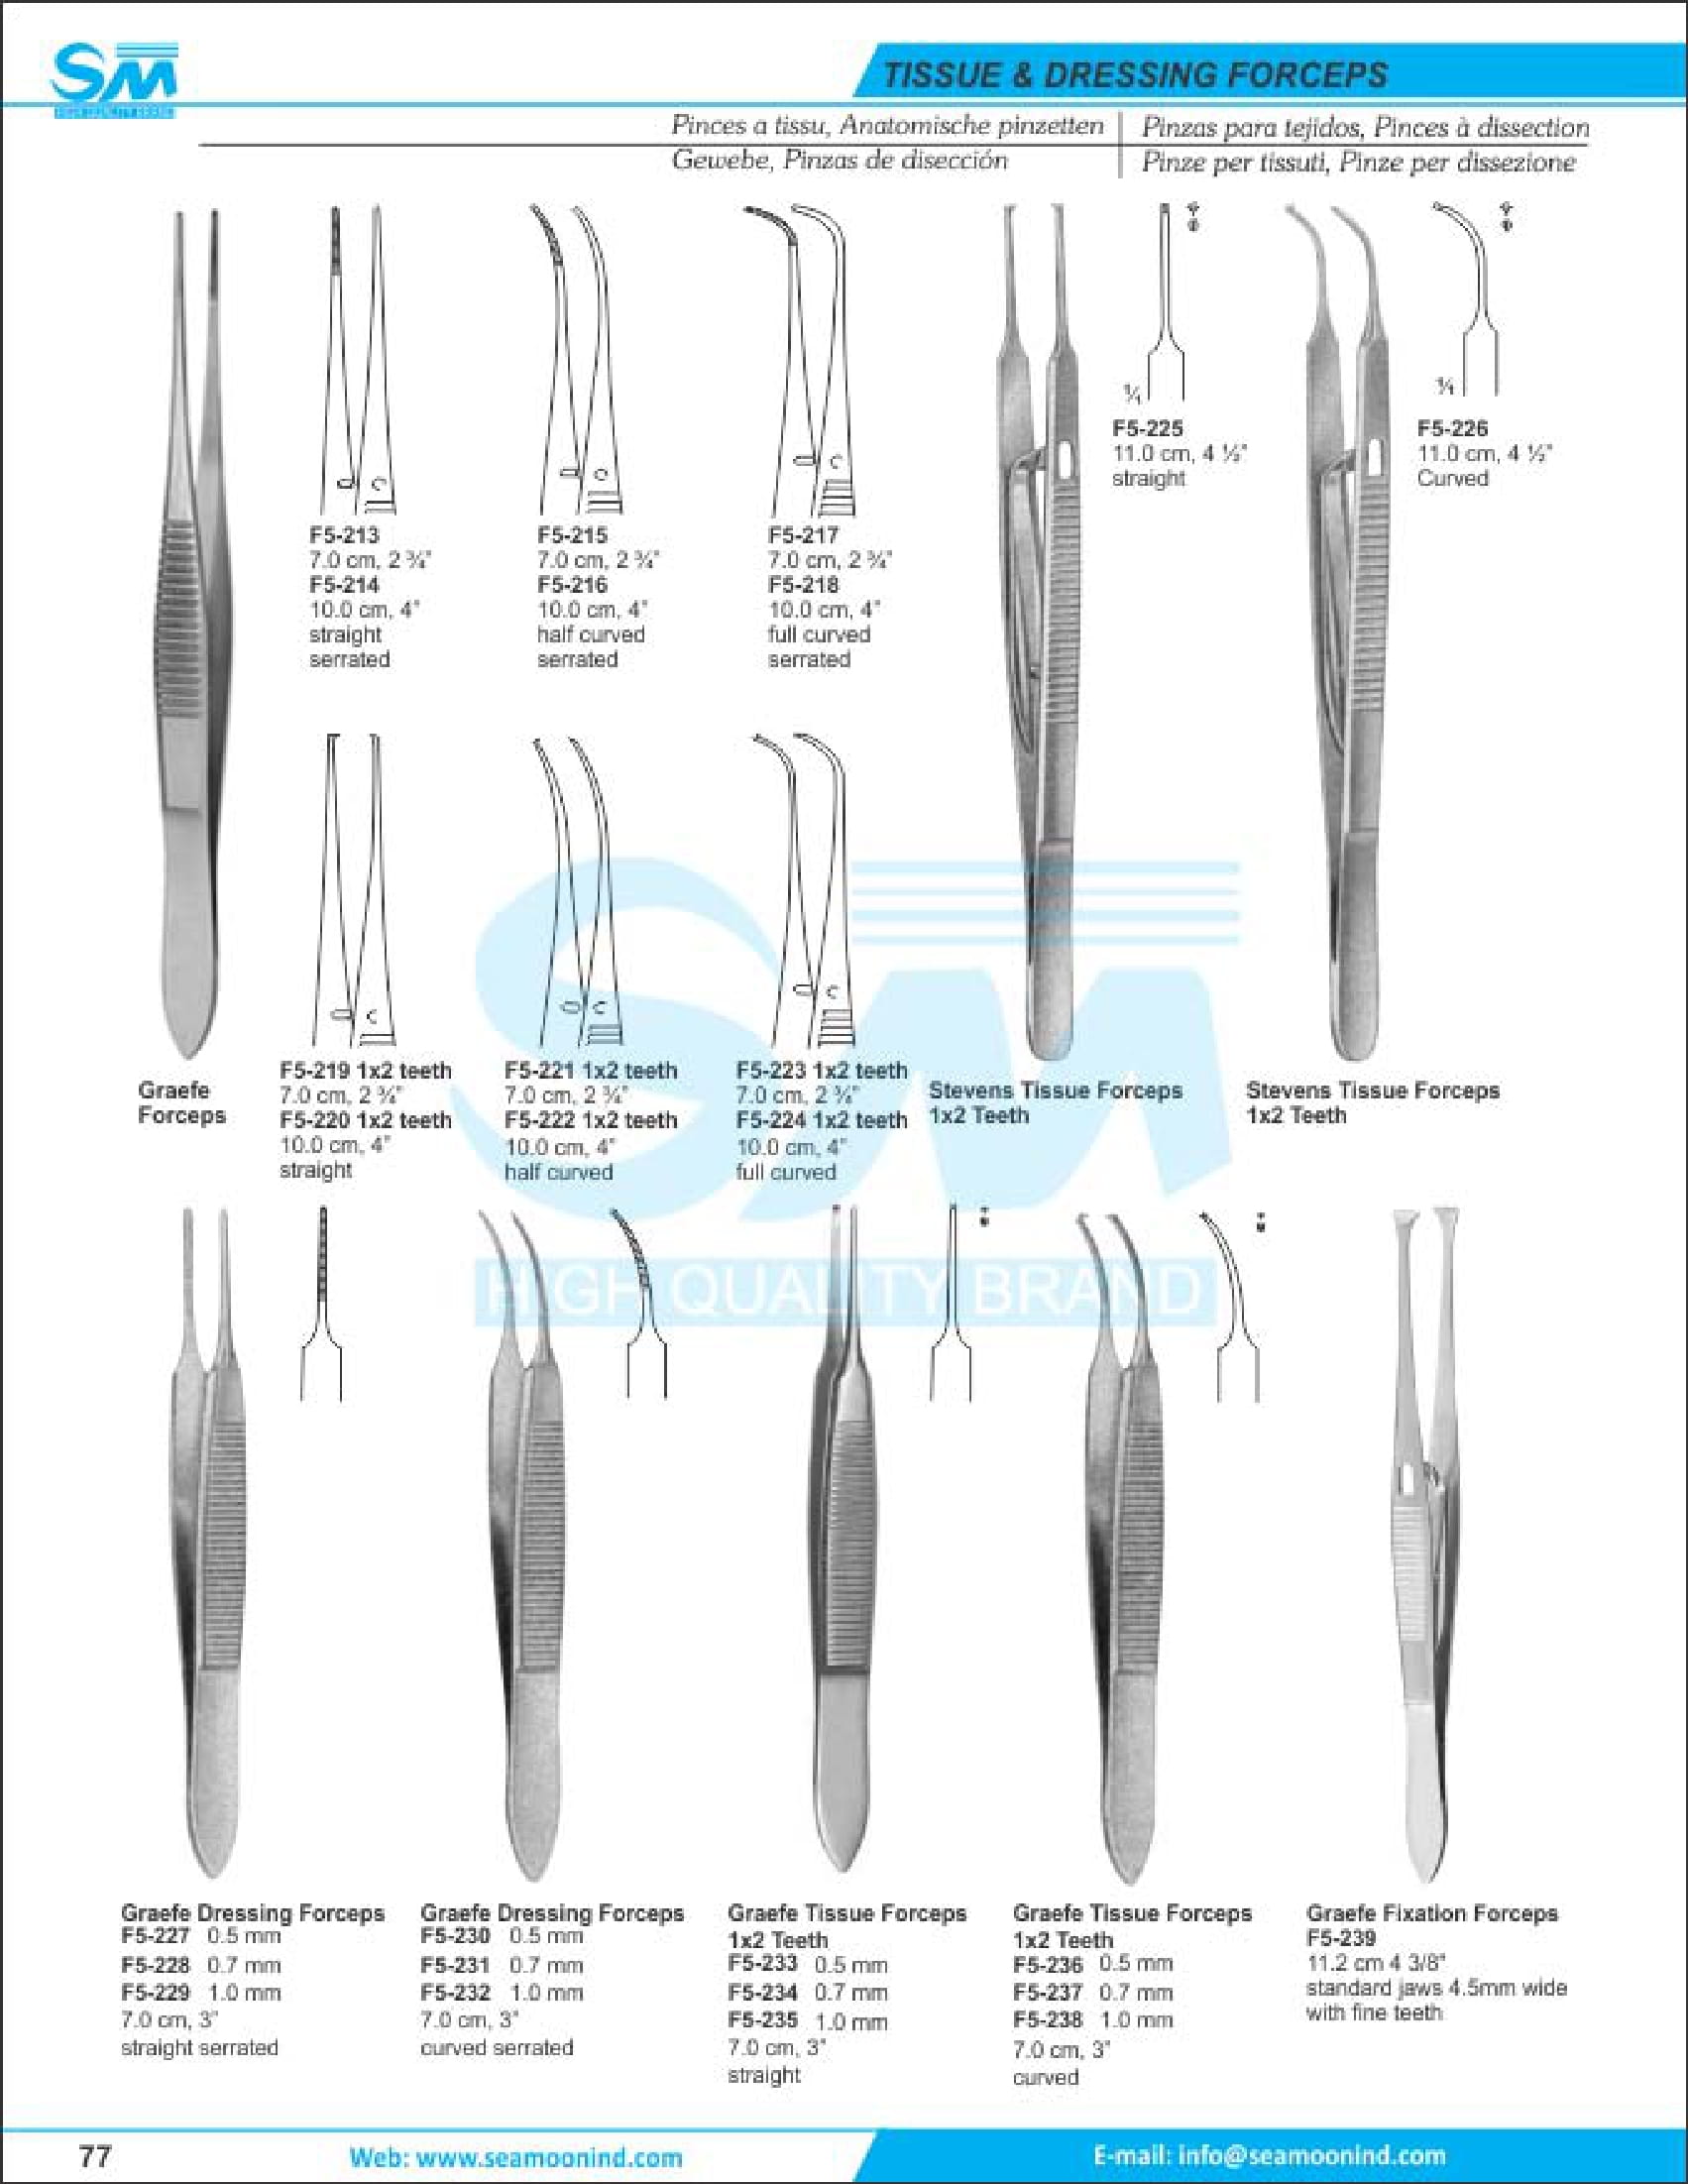 SM
TISSUE & DRESSING FORCEPS
Pinces a tissu, Anatomische pinzetten
Gewebe, Pinzas de disección
Pinzas para tejidos, Pinces à dissection
Pinze per tissuti, Pinze per dissezione
F5-213
7.0 cm, 2 ¾"
F5-214
10.0 cm, 4"
straight
serrated
F5-215
7.0 cm, 2 ¾"
F5-216
10.0 cm, 4"
half curved
serrated
F5-217
7.0 cm, 2 ¾"
F5-218
10.0 cm, 4"
full curved
serrated
¹⁄₁
F5-225
11.0 cm, 4 ½"
straight
¹⁄₁
F5-226
11.0 cm, 4 ½"
Curved
Graefe
Forceps
F5-219 1x2 teeth
7.0 cm, 2 ¾"
F5-220 1x2 teeth
10.0 cm, 4"
straight
F5-221 1x2 teeth
7.0 cm, 2 ¾"
F5-222 1x2 teeth
10.0 cm, 4"
half curved
F5-223 1x2 teeth
7.0 cm, 2 ¾"
F5-224 1x2 teeth
10.0 cm, 4"
full curved
Stevens Tissue Forceps
1x2 Teeth
Stevens Tissue Forceps
1x2 Teeth
SM
HIGH QUALITY BRAND
Graefe Dressing Forceps
F5-227 0.5 mm
F5-228 0.7 mm
F5-229 1.0 mm
7.0 cm, 3"
straight serrated
Graefe Dressing Forceps
F5-230 0.5 mm
F5-231 0.7 mm
F5-232 1.0 mm
7.0 cm, 3"
curved serrated
Graefe Tissue Forceps
1x2 Teeth
F5-233 0.5 mm
F5-234 0.7 mm
F5-235 1.0 mm
7.0 cm, 3"
straight
Graefe Tissue Forceps
1x2 Teeth
F5-236 0.5 mm
F5-237 0.7 mm
F5-238 1.0 mm
7.0 cm, 3"
curved
Graefe Fixation Forceps
F5-239
11.2 cm 4 3/8"
standard jaws 4.5mm wide
with fine teeth
77
Web: www.seamoonind.com
E-mail: info@seamoonind.com